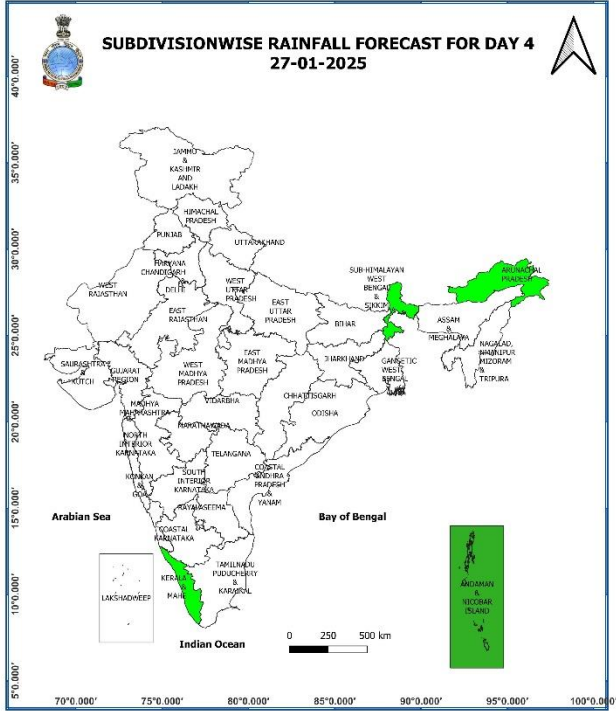 SUBDIVISIONWISE RAINFALL FORECAST FOR DAY 4
27-01-2025
40°0.000'
35°0.000'
30°0.000'
25°0.000'
20°0.000'
15°0.000'
10°0.000'
5°0.000'
JAMMO
&
KASHMIR
AND
LADAKH
HIMACHAL
PRADESH
PUNJAB
UTTARAKHAND
HARYANA
CHANDIGARH
DELHI
WEST
RAJASTHAN
WEST
UTTAR
PRADESH
EAST
RAJASTHAN
EAST
UTTAR
PRADESH
SUB-HIMALAYAN
WEST
BENGAL
&
SIKKIM
ARUNACHAL
PRADESH
BIHAR
ASSAM
&
MEGHALAYA
NAGALAD,
MANIPUR
MIZORAM
&
TRIPURA
SAURASHTRA
&
KUTCH
GUJARAT
REGION
WEST
MADHYA
PRADESH
EAST
MADHYA
PRADESH
JHARKHAND
GANGETIC
WEST
BENGAL
CHHATTISGARH
ODISHA
MADHYA
MAHARASHTRA
VIDARBHA
MARATHAWADA
NORTH
INTERIOR
KARNATAKA
TELANGANA
KONKAN
&
GOA
SOUTH
INTERIOR
KARNATAKA
COASTAL
ANDHRA
PRADESH
&
YANAM
RAYALASEEMA
Arabian Sea
Bay of Bengal
COASTAL
KARNATAKA
LAKSHADWEEP
KERALA
&
MAHE
TAMILNADU
PUDUCHERRY
&
KARAIKAL
ANDAMAN
&
NICOBAR
ISLAND
Indian Ocean
0 250 500 km
70°0.000' 75°0.000' 80°0.000' 85°0.000' 90°0.000' 95°0.000' 100°0.000'